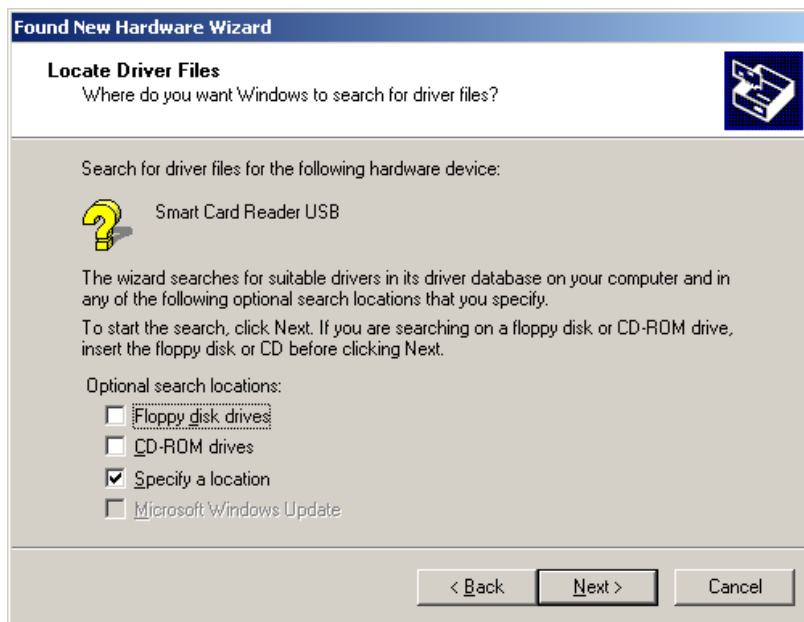 Found New Hardware Wizard
Locate Driver Files
Where do you want Windows to search for driver files?
Search for driver files for the following hardware device:
Smart Card Reader USB
The wizard searches for suitable drivers in its driver database on your computer and in
any of the following optional search locations that you specify.
To start the search, click Next. If you are searching on a floppy disk or CD-ROM drive,
insert the floppy disk or CD before clicking Next.
Optional search locations:
Floppy disk drives
CD-ROM drives
Specify a location
Microsoft Windows Update
< Back Next > Cancel